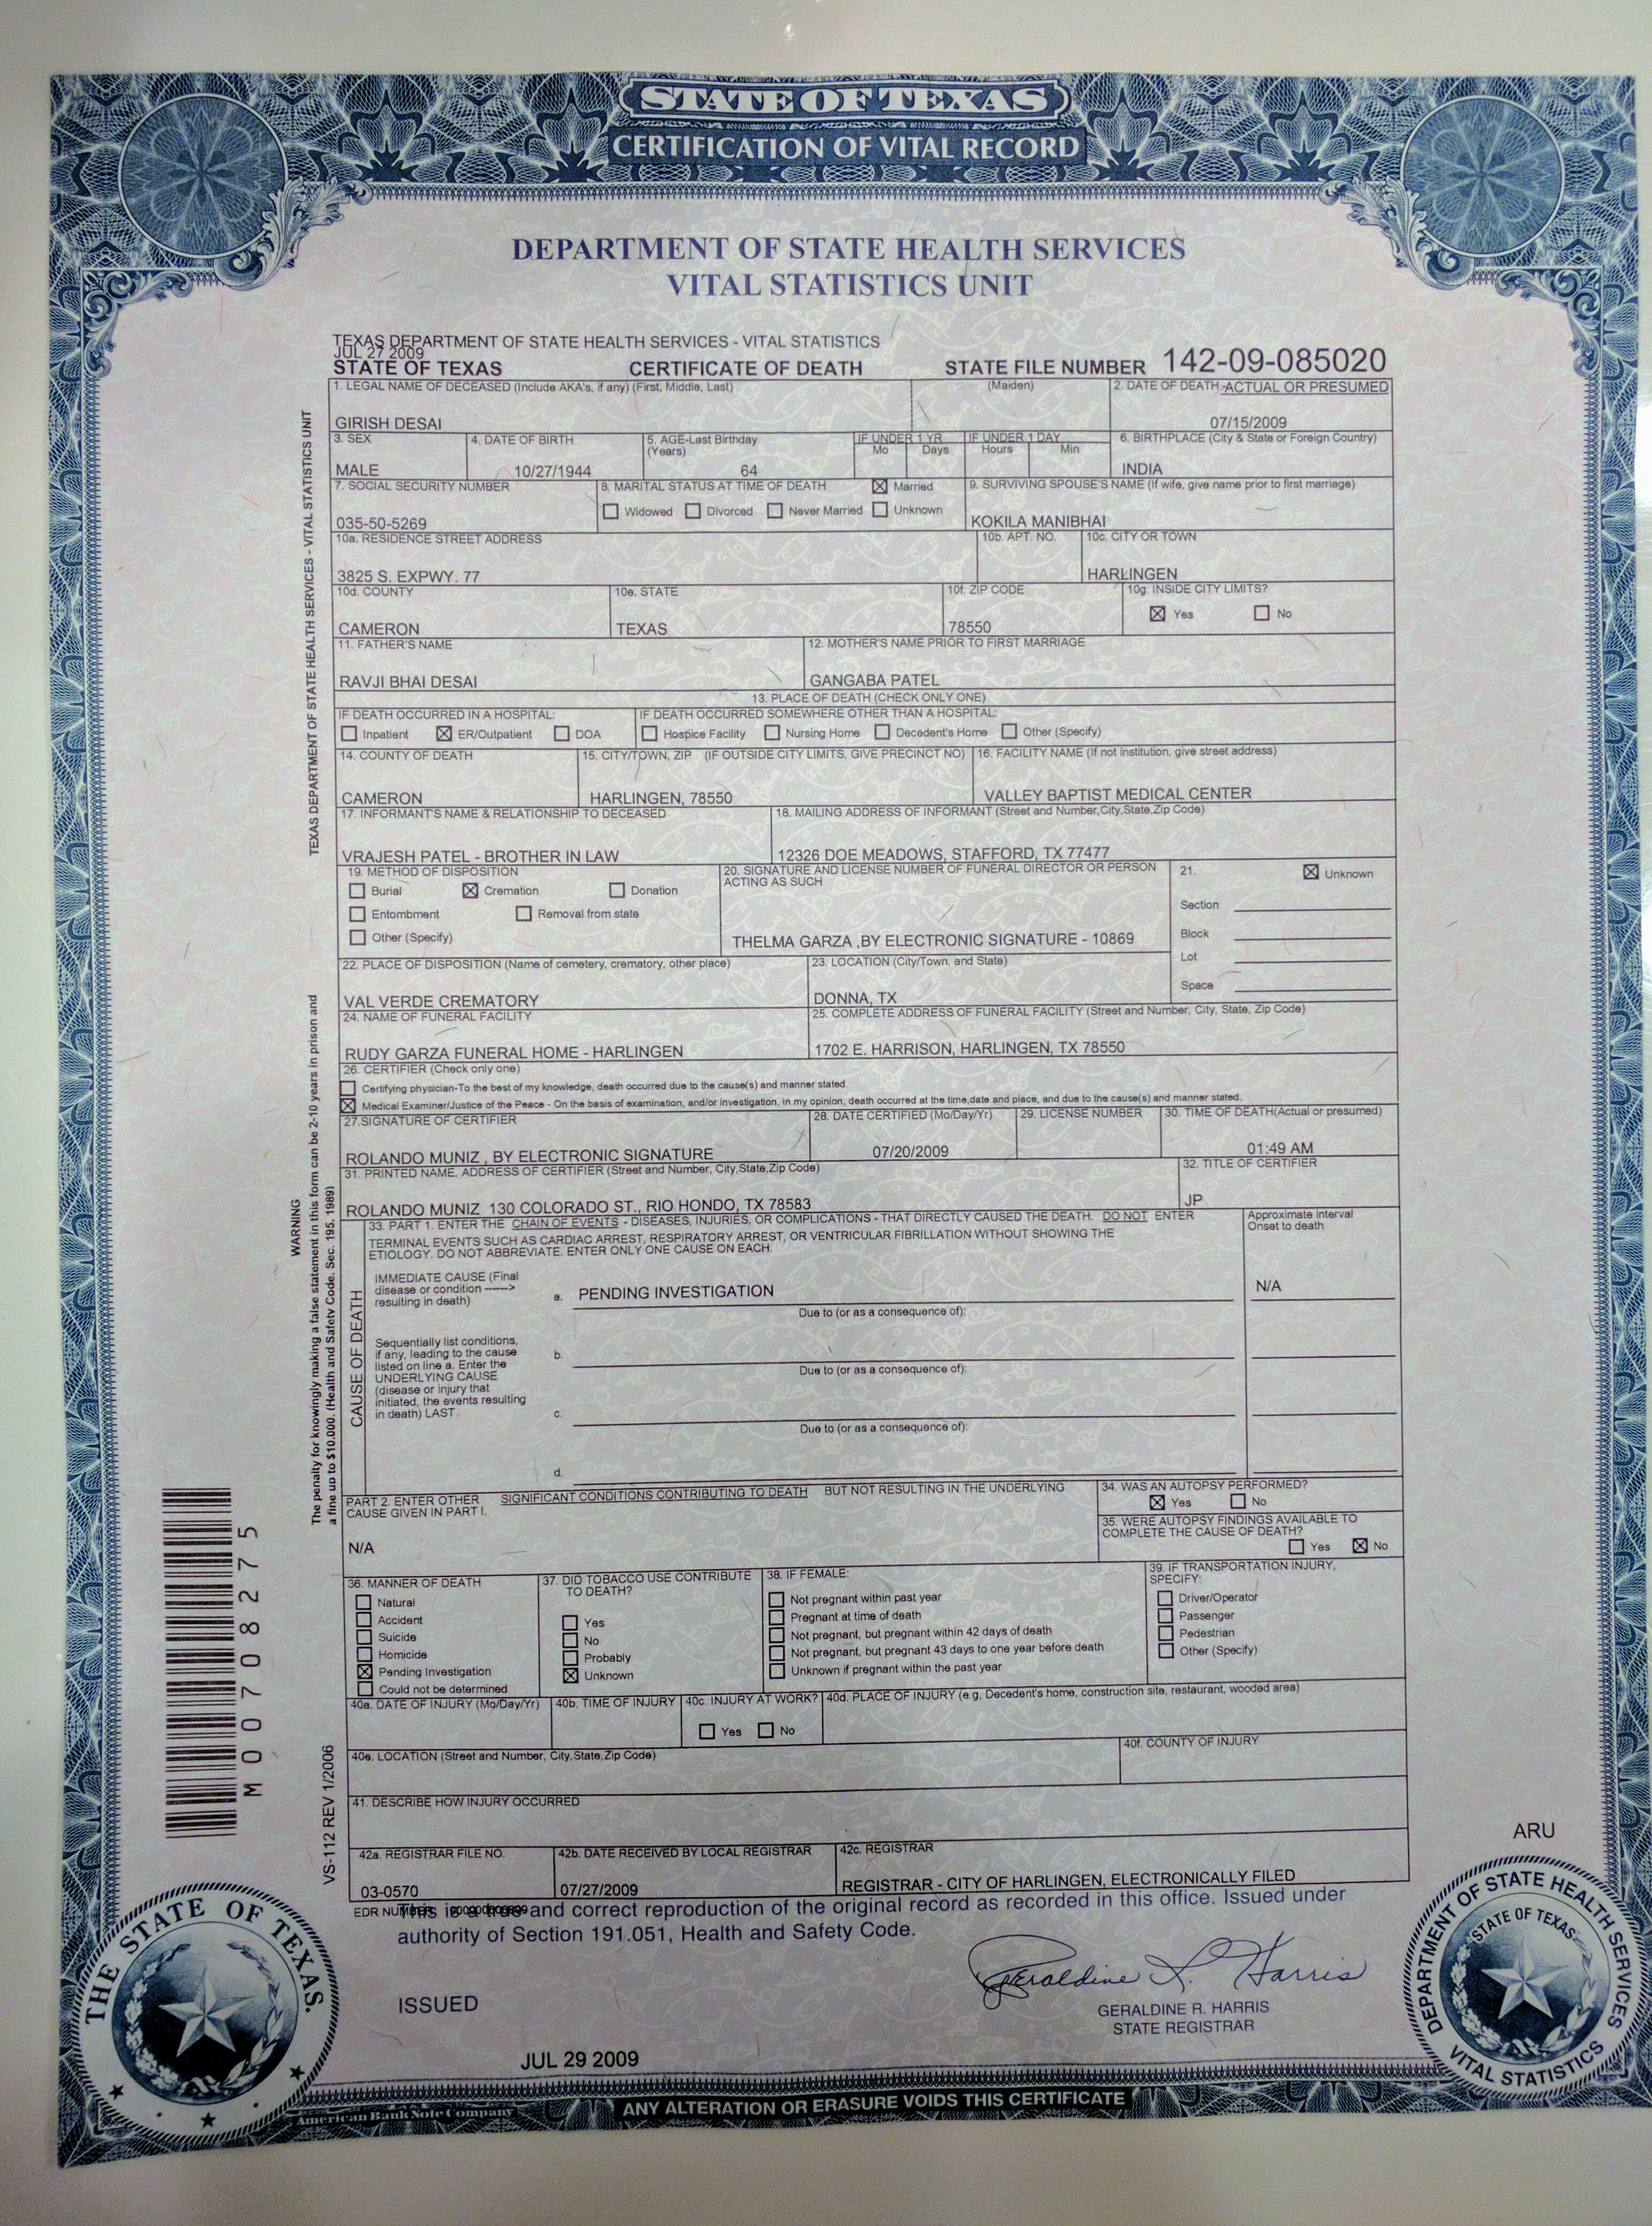 STATE OF TEXAS
CERTIFICATION OF VITAL RECORD
DEPARTMENT OF STATE HEALTH SERVICES
VITAL STATISTICS UNIT
TEXAS DEPARTMENT OF STATE HEALTH SERVICES - VITAL STATISTICS
JUL 27 2009
STATE OF TEXAS CERTIFICATE OF DEATH STATE FILE NUMBER 142-09-085020
1. LEGAL NAME OF DECEASED (Include AKA's, if any) (First, Middle, Last) (Maiden) 2. DATE OF DEATH-ACTUAL OR PRESUMED
GIRISH DESAI 07/15/2009
3. SEX 4. DATE OF BIRTH 5. AGE-Last Birthday (Years) IF UNDER 1 YR Mo Days IF UNDER 1 DAY Hours Min 6. BIRTHPLACE (City & State or Foreign Country)
MALE 10/27/1944 64 INDIA
7. SOCIAL SECURITY NUMBER 8. MARITAL STATUS AT TIME OF DEATH ☒ Married 9. SURVIVING SPOUSE'S NAME (If wife, give name prior to first marriage)
☐ Widowed ☐ Divorced ☐ Never Married ☐ Unknown
035-50-5269 KOKILA MANIBHAI
10a. RESIDENCE STREET ADDRESS 10b. APT. NO. 10c. CITY OR TOWN
3825 S. EXPWY. 77 HARLINGEN
10d. COUNTY 10e. STATE 10f. ZIP CODE 10g. INSIDE CITY LIMITS?
☒ Yes ☐ No
CAMERON TEXAS 78550
11. FATHER'S NAME 12. MOTHER'S NAME PRIOR TO FIRST MARRIAGE
RAVJI BHAI DESAI GANGABA PATEL
13. PLACE OF DEATH (CHECK ONLY ONE)
IF DEATH OCCURRED IN A HOSPITAL: IF DEATH OCCURRED SOMEWHERE OTHER THAN A HOSPITAL:
☐ Inpatient ☒ ER/Outpatient ☐ DOA ☐ Hospice Facility ☐ Nursing Home ☐ Decedent's Home ☐ Other (Specify)
14. COUNTY OF DEATH 15. CITY/TOWN, ZIP (IF OUTSIDE CITY LIMITS, GIVE PRECINCT NO) 16. FACILITY NAME (If not institution, give street address)
CAMERON HARLINGEN, 78550 VALLEY BAPTIST MEDICAL CENTER
17. INFORMANT'S NAME & RELATIONSHIP TO DECEASED 18. MAILING ADDRESS OF INFORMANT (Street and Number,City,State,Zip Code)
VRAJESH PATEL - BROTHER IN LAW 12326 DOE MEADOWS, STAFFORD, TX 77477
19. METHOD OF DISPOSITION 20. SIGNATURE AND LICENSE NUMBER OF FUNERAL DIRECTOR OR PERSON ACTING AS SUCH 21. ☒ Unknown
☐ Burial ☒ Cremation ☐ Donation
☐ Entombment ☐ Removal from state Section
☐ Other (Specify) Block
THELMA GARZA ,BY ELECTRONIC SIGNATURE - 10869
Lot
Space
22. PLACE OF DISPOSITION (Name of cemetery, crematory, other place) 23. LOCATION (City/Town, and State)
VAL VERDE CREMATORY DONNA, TX
24. NAME OF FUNERAL FACILITY 25. COMPLETE ADDRESS OF FUNERAL FACILITY (Street and Number, City, State, Zip Code)
RUDY GARZA FUNERAL HOME - HARLINGEN 1702 E. HARRISON, HARLINGEN, TX 78550
26. CERTIFIER (Check only one)
☐ Certifying physician-To the best of my knowledge, death occurred due to the cause(s) and manner stated.
☒ Medical Examiner/Justice of the Peace - On the basis of examination, and/or investigation, in my opinion, death occurred at the time,date and place, and due to the cause(s) and manner stated.
27.SIGNATURE OF CERTIFIER 28. DATE CERTIFIED (Mo/Day/Yr) 29. LICENSE NUMBER 30. TIME OF DEATH(Actual or presumed)
ROLANDO MUNIZ , BY ELECTRONIC SIGNATURE 07/20/2009 01:49 AM
31. PRINTED NAME, ADDRESS OF CERTIFIER (Street and Number, City,State,Zip Code) 32. TITLE OF CERTIFIER
ROLANDO MUNIZ 130 COLORADO ST., RIO HONDO, TX 78583 JP
33. PART 1. ENTER THE CHAIN OF EVENTS - DISEASES, INJURIES, OR COMPLICATIONS - THAT DIRECTLY CAUSED THE DEATH. DO NOT ENTER
TERMINAL EVENTS SUCH AS CARDIAC ARREST, RESPIRATORY ARREST, OR VENTRICULAR FIBRILLATION WITHOUT SHOWING THE
ETIOLOGY. DO NOT ABBREVIATE. ENTER ONLY ONE CAUSE ON EACH.
Approximate interval
Onset to death
CAUSE OF DEATH
IMMEDIATE CAUSE (Final
disease or condition ------>
resulting in death)
a. PENDING INVESTIGATION N/A
Due to (or as a consequence of):
Sequentially list conditions,
if any, leading to the cause
listed on line a. Enter the
UNDERLYING CAUSE
(disease or injury that
initiated, the events resulting
in death) LAST
b.
Due to (or as a consequence of):
c.
Due to (or as a consequence of):
d.
PART 2. ENTER OTHER SIGNIFICANT CONDITIONS CONTRIBUTING TO DEATH BUT NOT RESULTING IN THE UNDERLYING
CAUSE GIVEN IN PART I.
N/A
34. WAS AN AUTOPSY PERFORMED?
☒ Yes ☐ No
35. WERE AUTOPSY FINDINGS AVAILABLE TO
COMPLETE THE CAUSE OF DEATH?
☐ Yes ☒ No
36. MANNER OF DEATH
☐ Natural
☐ Accident
☐ Suicide
☐ Homicide
☒ Pending Investigation
☐ Could not be determined
37. DID TOBACCO USE CONTRIBUTE
TO DEATH?
☐ Yes
☐ No
☐ Probably
☒ Unknown
38. IF FEMALE:
☐ Not pregnant within past year
☐ Pregnant at time of death
☐ Not pregnant, but pregnant within 42 days of death
☐ Not pregnant, but pregnant 43 days to one year before death
☐ Unknown if pregnant within the past year
39. IF TRANSPORTATION INJURY,
SPECIFY:
☐ Driver/Operator
☐ Passenger
☐ Pedestrian
☐ Other (Specify)
40a. DATE OF INJURY (Mo/Day/Yr) 40b. TIME OF INJURY 40c. INJURY AT WORK? 40d. PLACE OF INJURY (e.g, Decedent's home, construction site, restaurant, wooded area)
☐ Yes ☐ No
40e. LOCATION (Street and Number, City,State,Zip Code) 40f. COUNTY OF INJURY
41. DESCRIBE HOW INJURY OCCURRED
42a. REGISTRAR FILE NO. 42b. DATE RECEIVED BY LOCAL REGISTRAR 42c. REGISTRAR
03-0570 07/27/2009 REGISTRAR - CITY OF HARLINGEN, ELECTRONICALLY FILED
EDR NUMBER
This is a true and correct reproduction of the original record as recorded in this office. Issued under
authority of Section 191.051, Health and Safety Code.
ISSUED
JUL 29 2009
Geraldine R. Harris
GERALDINE R. HARRIS
STATE REGISTRAR
ARU
TEXAS DEPARTMENT OF STATE HEALTH SERVICES - VITAL STATISTICS UNIT
WARNING
The penalty for knowingly making a false statement in this form can be 2-10 years in prison and
a fine up to $10,000. (Health and Safety Code. Sec. 195. 1989)
VS-112 REV 1/2006
M00708275
THE STATE OF TEXAS.
DEPARTMENT OF STATE HEALTH SERVICES
STATE OF TEXAS
VITAL STATISTICS
American Bank Note Company
ANY ALTERATION OR ERASURE VOIDS THIS CERTIFICATE